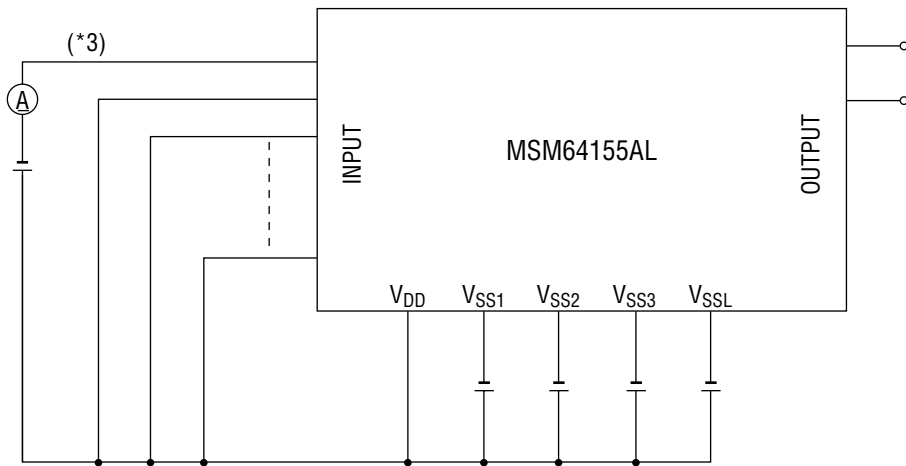 (*3)
A
INPUT
MSM64155AL
OUTPUT
VDD VSS1 VSS2 VSS3 VSSL